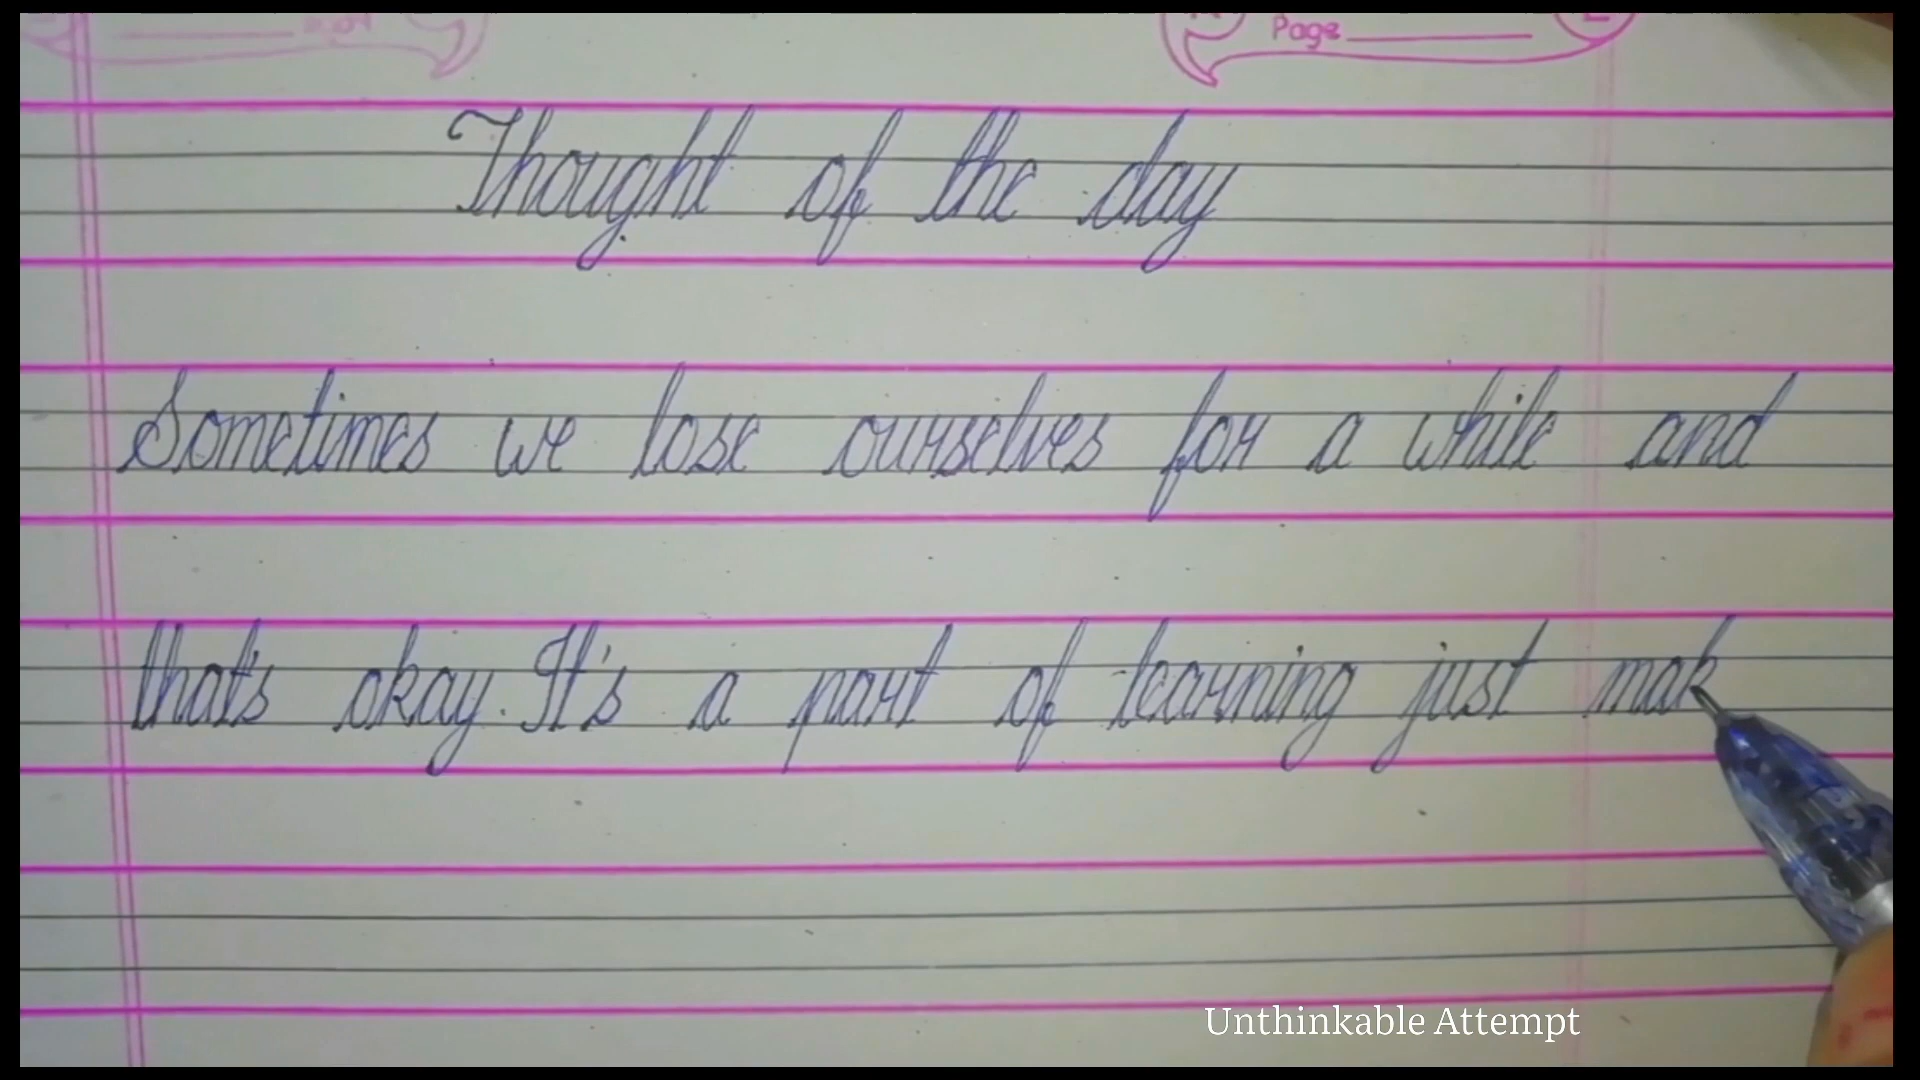 Page
Thought of the day
Sometimes we lose ourselves for a while and
that's okay. It's a part of learning just mak
Unthinkable Attempt